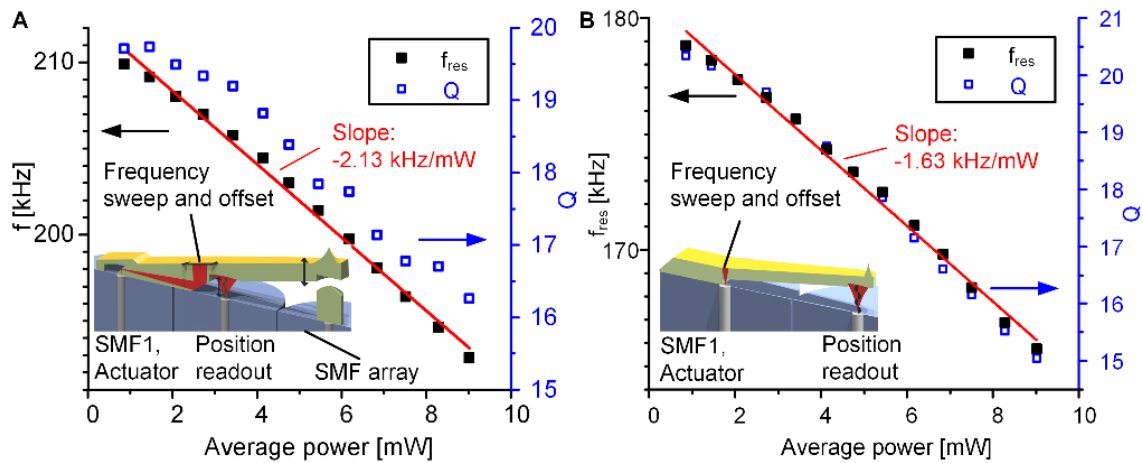 A
f [kHz]
210
200
20
19
18
17
16
15
Q
f_res
Q
Slope:
-2.13 kHz/mW
Frequency
sweep and offset
SMF1,
Actuator
Position
readout
SMF array
0
2
4
6
8
10
Average power [mW]
B
f_res [kHz]
180
170
21
20
19
18
17
16
15
Q
f_res
Q
Slope:
-1.63 kHz/mW
Frequency
sweep and offset
SMF1,
Actuator
Position
readout
0
2
4
6
8
10
Average power [mW]